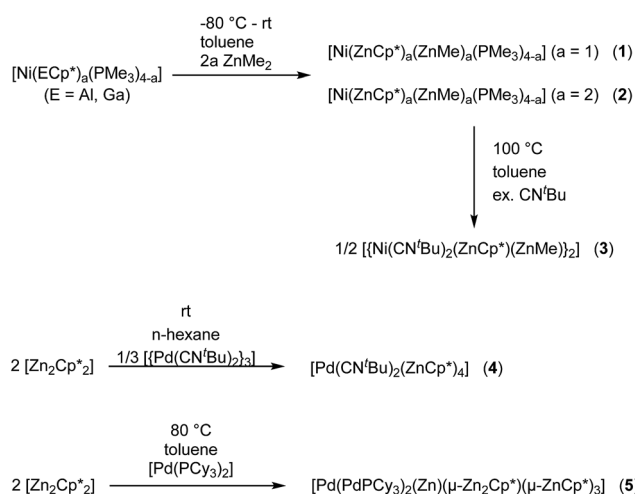 [Ni(ECp*)ₐ(PMe₃)₄₋ₐ]
(E = Al, Ga)
-80 °C - rt
toluene
2a ZnMe₂
[Ni(ZnCp*)ₐ(ZnMe)ₐ(PMe₃)₄₋ₐ] (a = 1) (1)
[Ni(ZnCp*)ₐ(ZnMe)ₐ(PMe₃)₄₋ₐ] (a = 2) (2)
100 °C
toluene
ex. CNᵗBu
1/2 [{Ni(CNᵗBu)₂(ZnCp*)(ZnMe)}₂] (3)
2 [Zn₂Cp*₂]
rt
n-hexane
1/3 [{Pd(CNᵗBu)₂}₃]
[Pd(CNᵗBu)₂(ZnCp*)₄] (4)
2 [Zn₂Cp*₂]
80 °C
toluene
[Pd(PCy₃)₂]
[Pd(PdPCy₃)₂(Zn)(μ-Zn₂Cp*)(μ-ZnCp*)₃] (5)